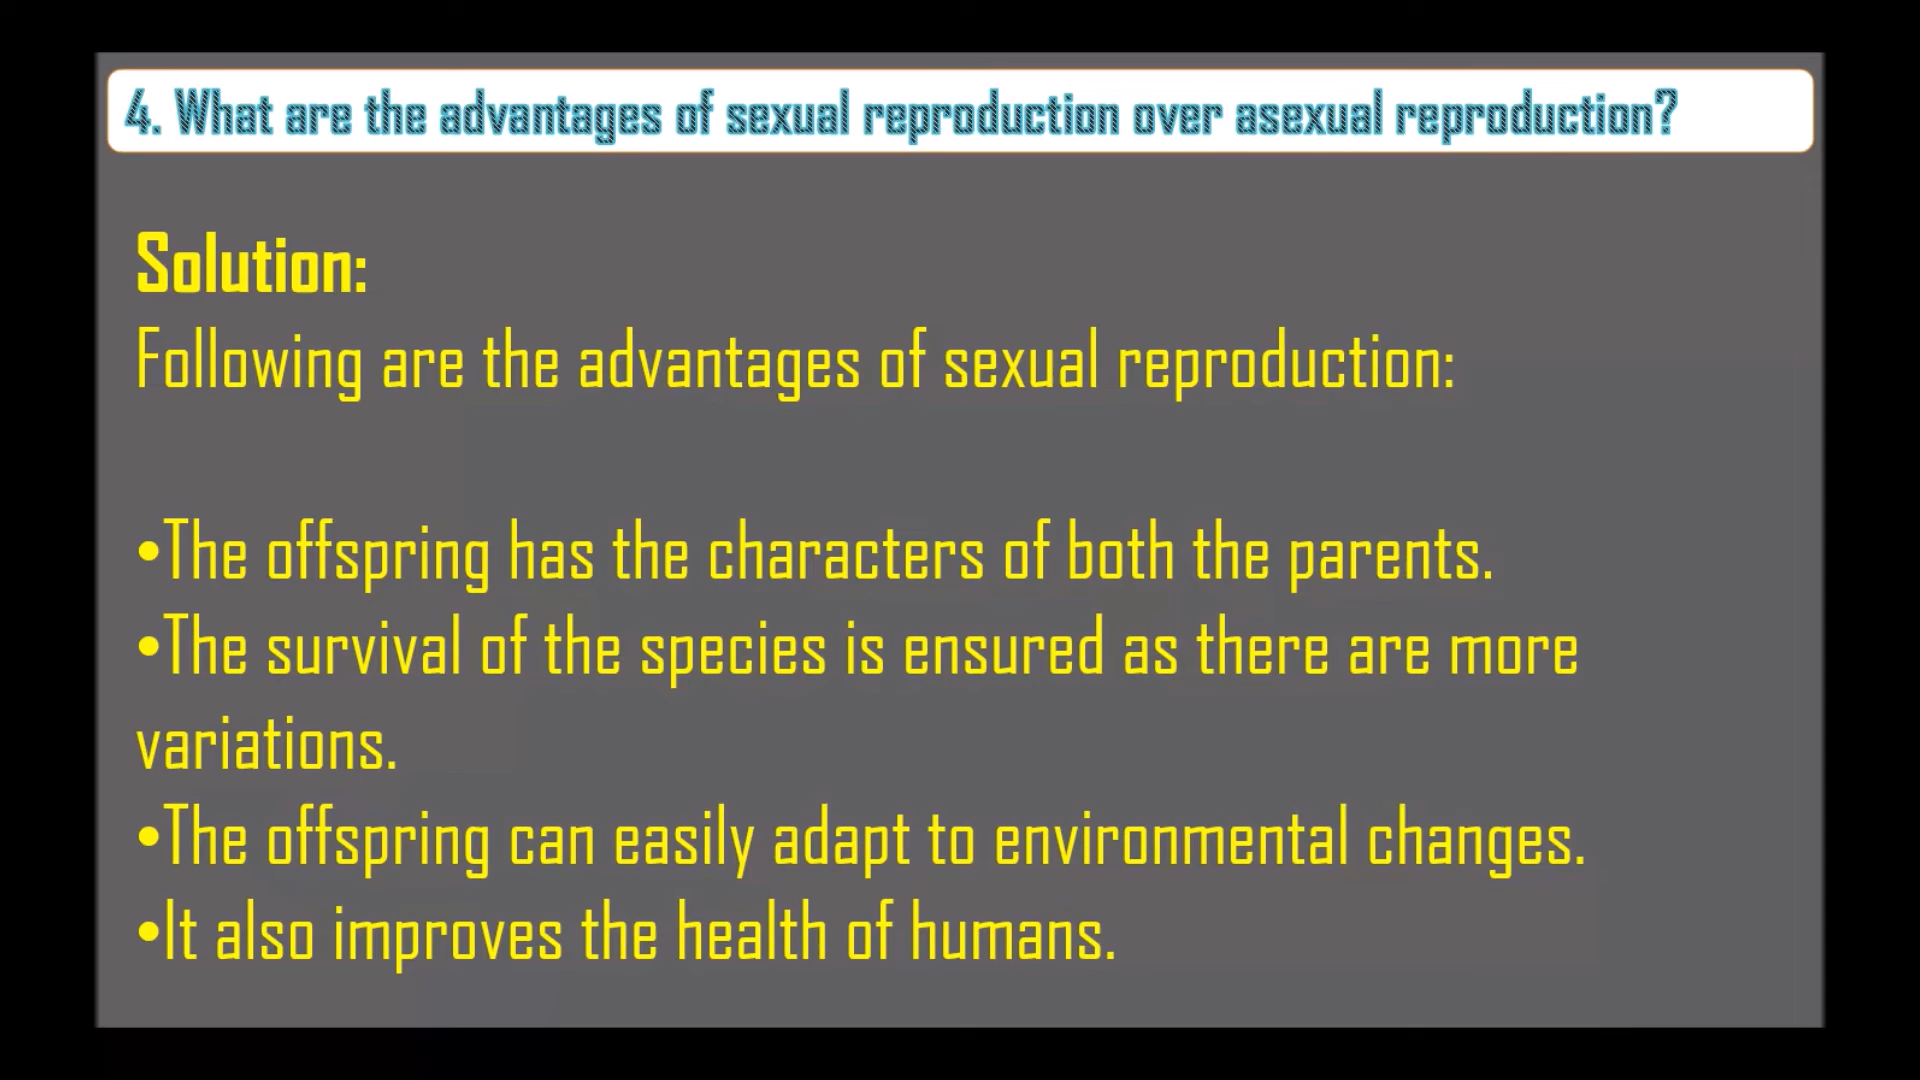 4. What are the advantages of sexual reproduction over asexual reproduction?
Solution:
Following are the advantages of sexual reproduction:
•The offspring has the characters of both the parents.
•The survival of the species is ensured as there are more
variations.
•The offspring can easily adapt to environmental changes.
•It also improves the health of humans.